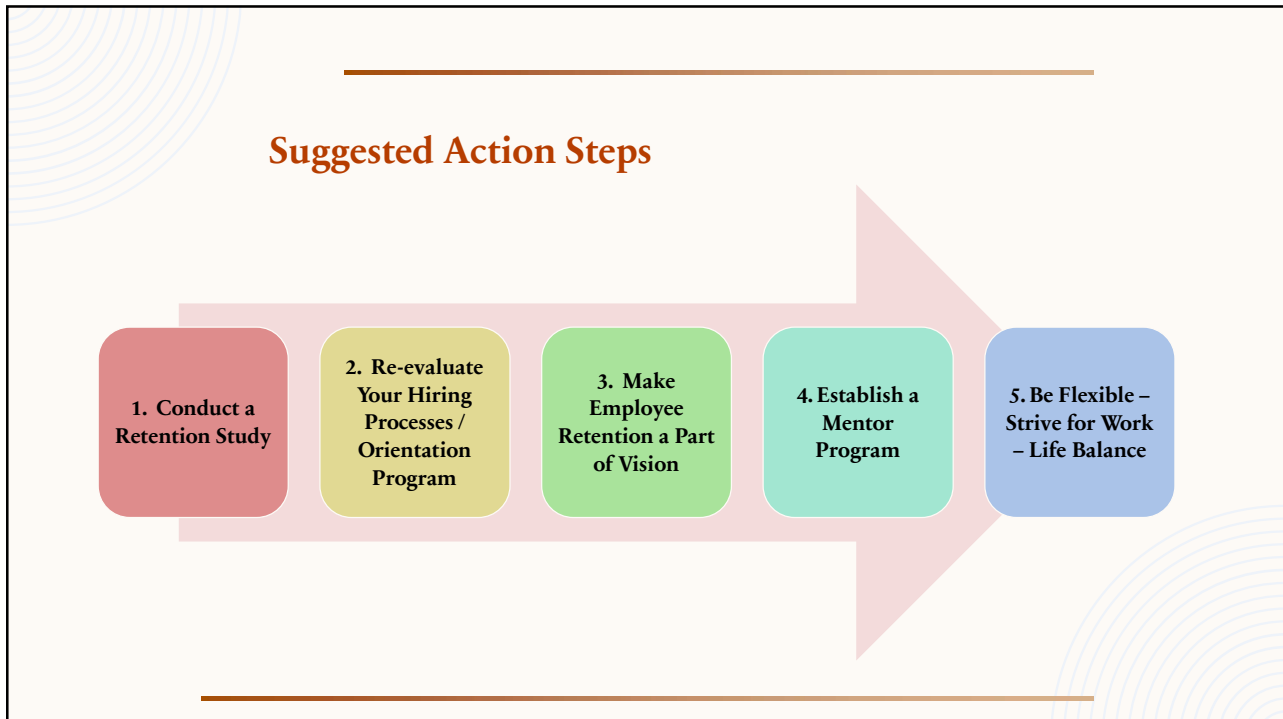 Suggested Action Steps
1. Conduct a
Retention Study
2. Re-evaluate
Your Hiring
Processes /
Orientation
Program
3. Make
Employee
Retention a Part
of Vision
4. Establish a
Mentor
Program
5. Be Flexible –
Strive for Work
– Life Balance